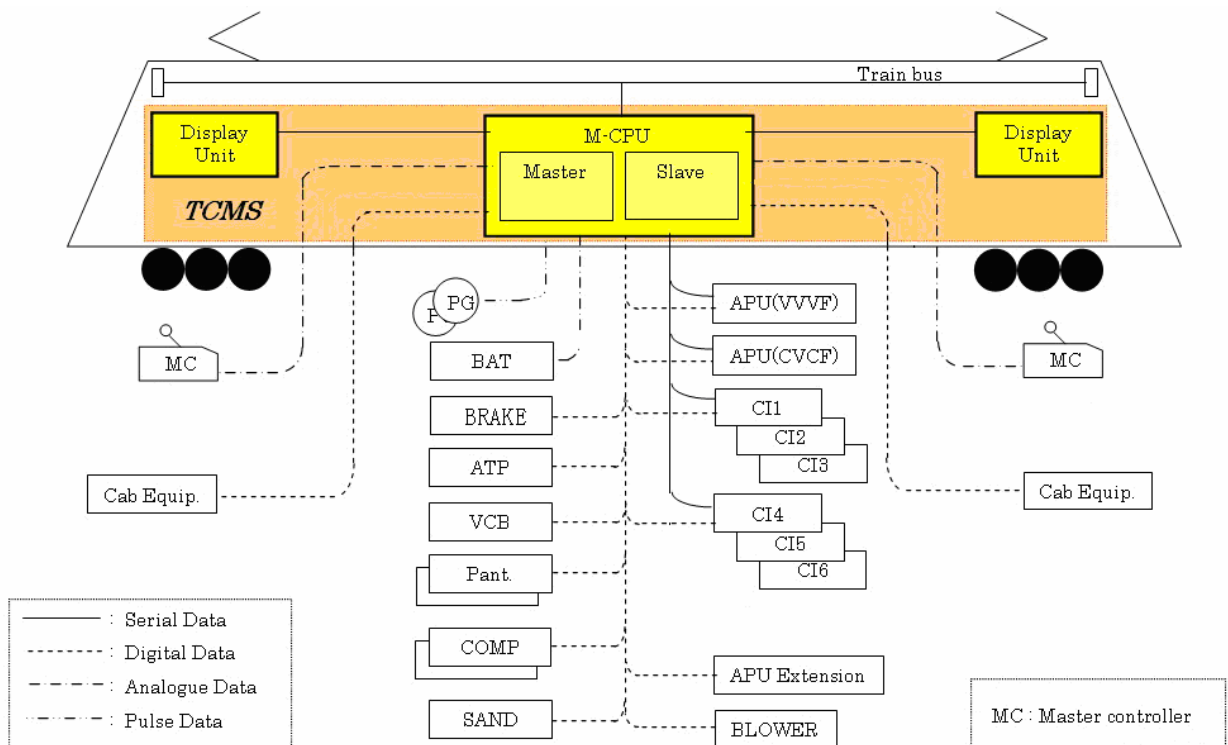 Train bus
Display
Unit
M-CPU
Master
Slave
Display
Unit
TCMS
PG
MC
BAT
BRAKE
ATP
VCB
Pant.
COMP
SAND
APU(VVVF)
APU(CVCF)
CI1
CI2
CI3
CI4
CI5
CI6
APU Extension
BLOWER
MC
Cab Equip.
Cab Equip.
: Serial Data
: Digital Data
: Analogue Data
: Pulse Data
MC : Master controller